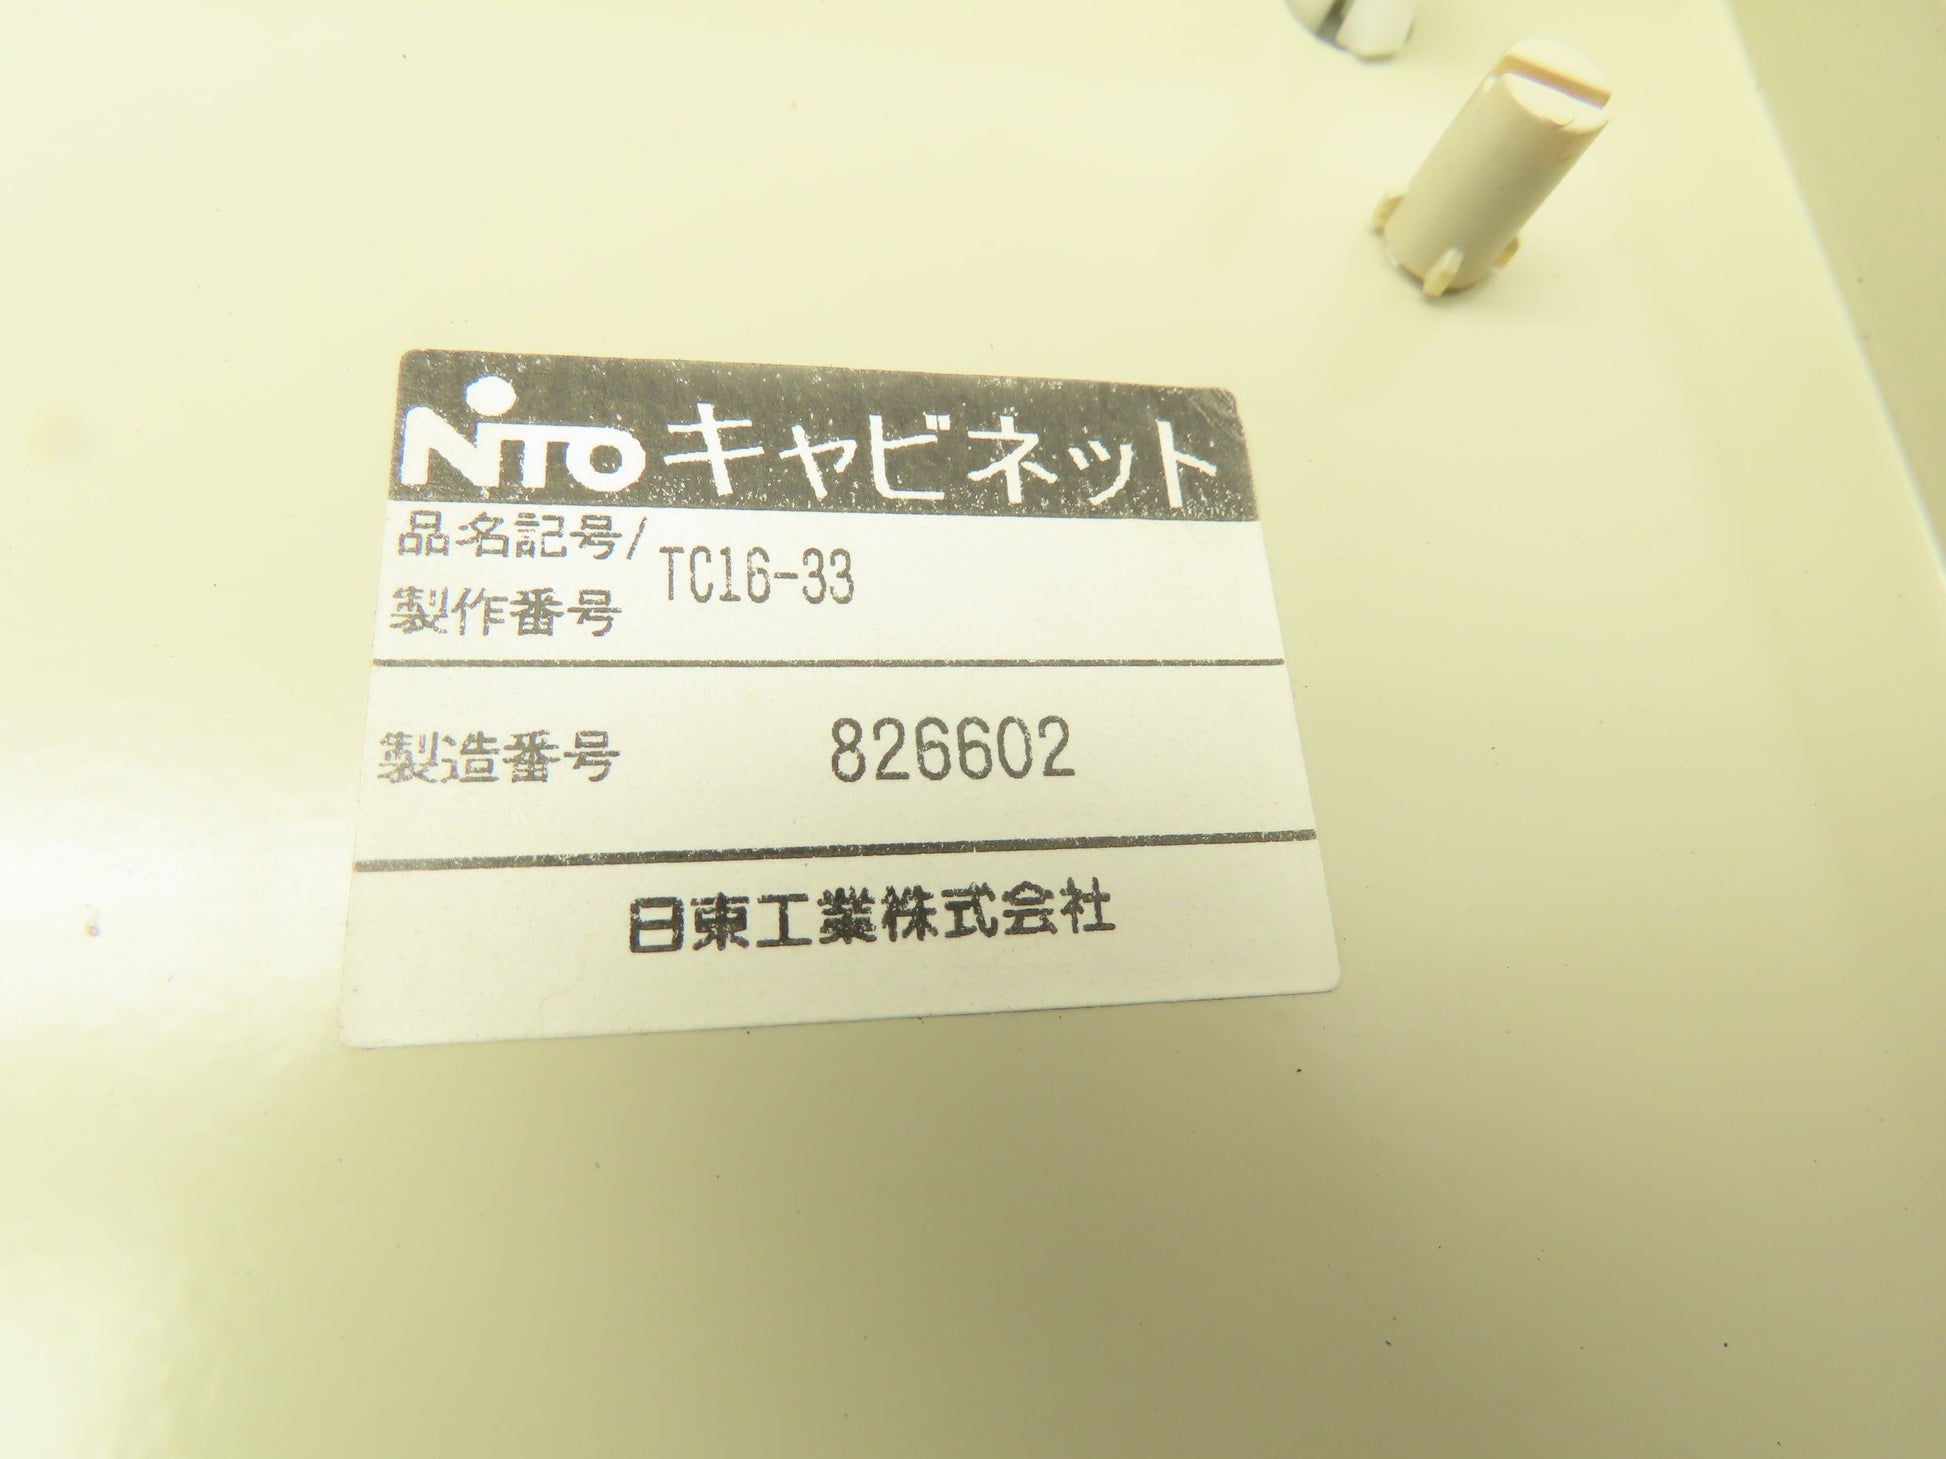 NITO キャビネット
品名記号/
製作番号 TC16-33
製造番号 826602
日東工業株式会社